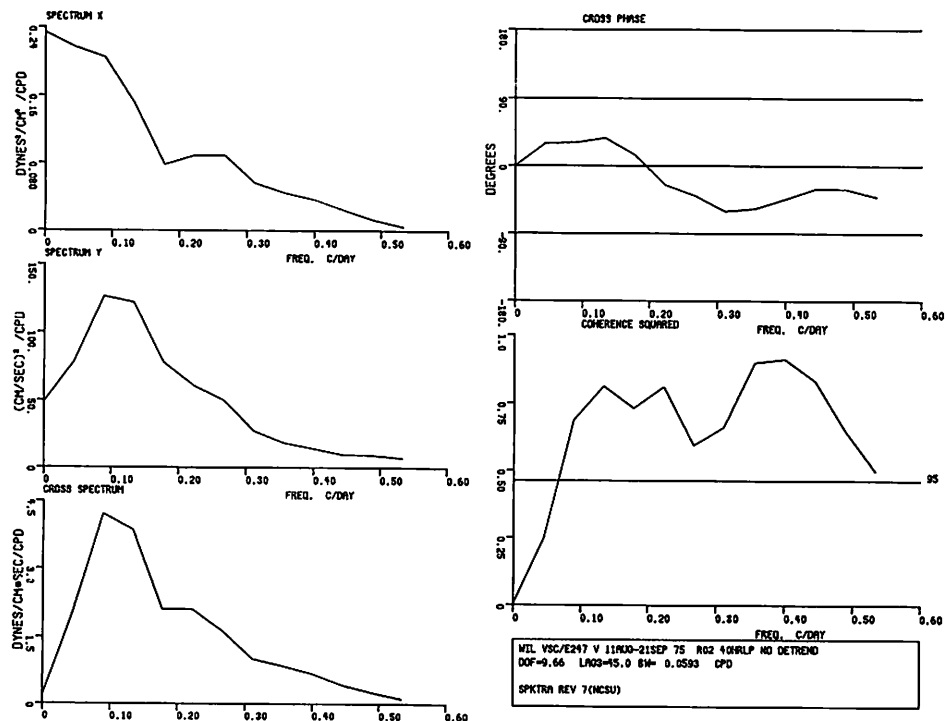 SPECTRUM X
0.24
0.16
0.080
0
DYNES²/CM⁴ /CPD
0 0.10 0.20 0.30 0.40 0.50 0.60
FREQ. C/DAY
SPECTRUM Y
150.
100.
50.
0
(CM/SEC)² /CPD
0 0.10 0.20 0.30 0.40 0.50 0.60
FREQ. C/DAY
CROSS SPECTRUM
4.5
3.0
1.5
0
DYNES/CM*SEC/CPD
0 0.10 0.20 0.30 0.40 0.50 0.60
FREQ. C/DAY
CROSS PHASE
180.
90.
0
-90.
-180.
DEGREES
0 0.10 0.20 0.30 0.40 0.50 0.60
FREQ. C/DAY
COHERENCE SQUARED
1.0
0.75
0.50
0.25
0
95
0 0.10 0.20 0.30 0.40 0.50 0.60
FREQ. C/DAY
WIL VSC/E247 V 11AUG-21SEP 75 RO2 40HRLP NO DETREND
DOF=9.66 LAGS=45.0 BW= 0.0593 CPD
SPKTRA REV 7(NCSU)